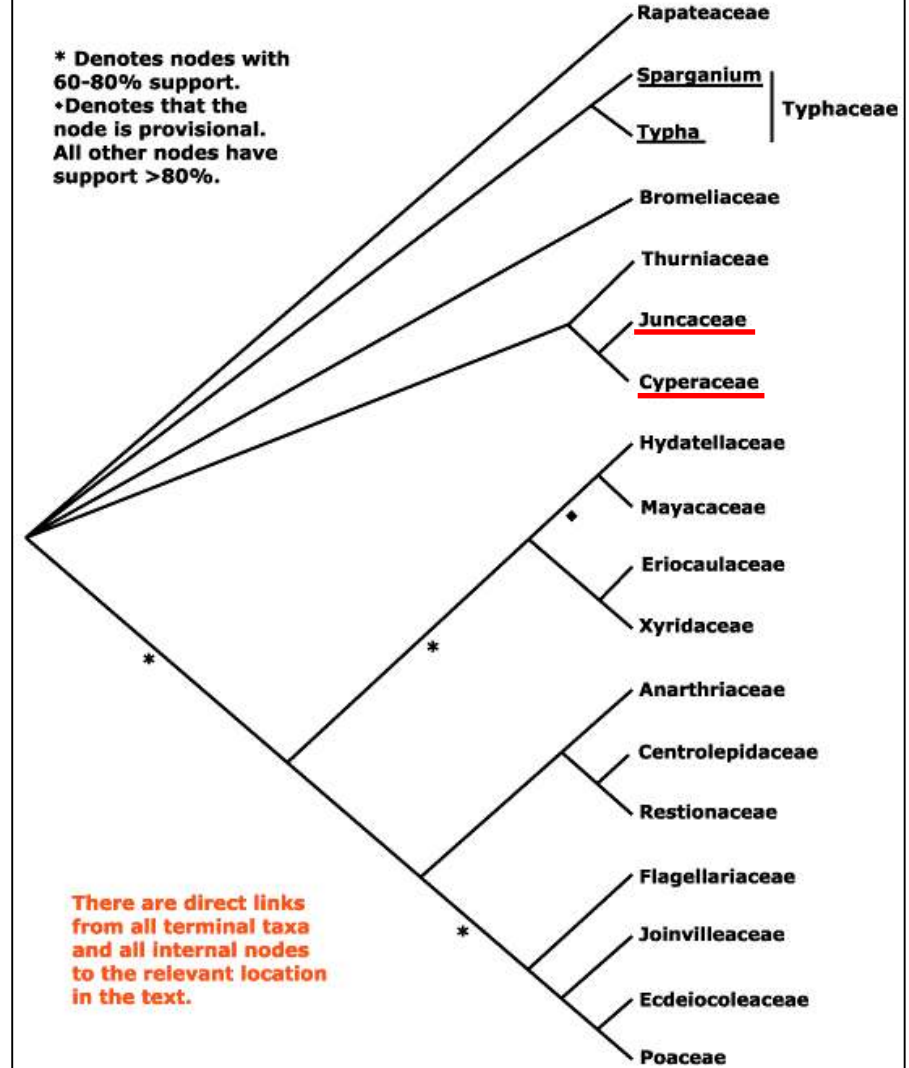 Rapateaceae
* Denotes nodes with
60-80% support.
◆Denotes that the
node is provisional.
All other nodes have
support >80%.
Sparganium
Typhaceae
Typha
Bromeliaceae
Thurniaceae
Juncaceae
Cyperaceae
Hydatellaceae
Mayacaceae
◆
Eriocaulaceae
Xyridaceae
*
*
Anarthriaceae
Centrolepidaceae
Restionaceae
Flagellariaceae
There are direct links
from all terminal taxa
and all internal nodes
to the relevant location
in the text.
*
Joinvilleaceae
Ecdeiocoleaceae
Poaceae